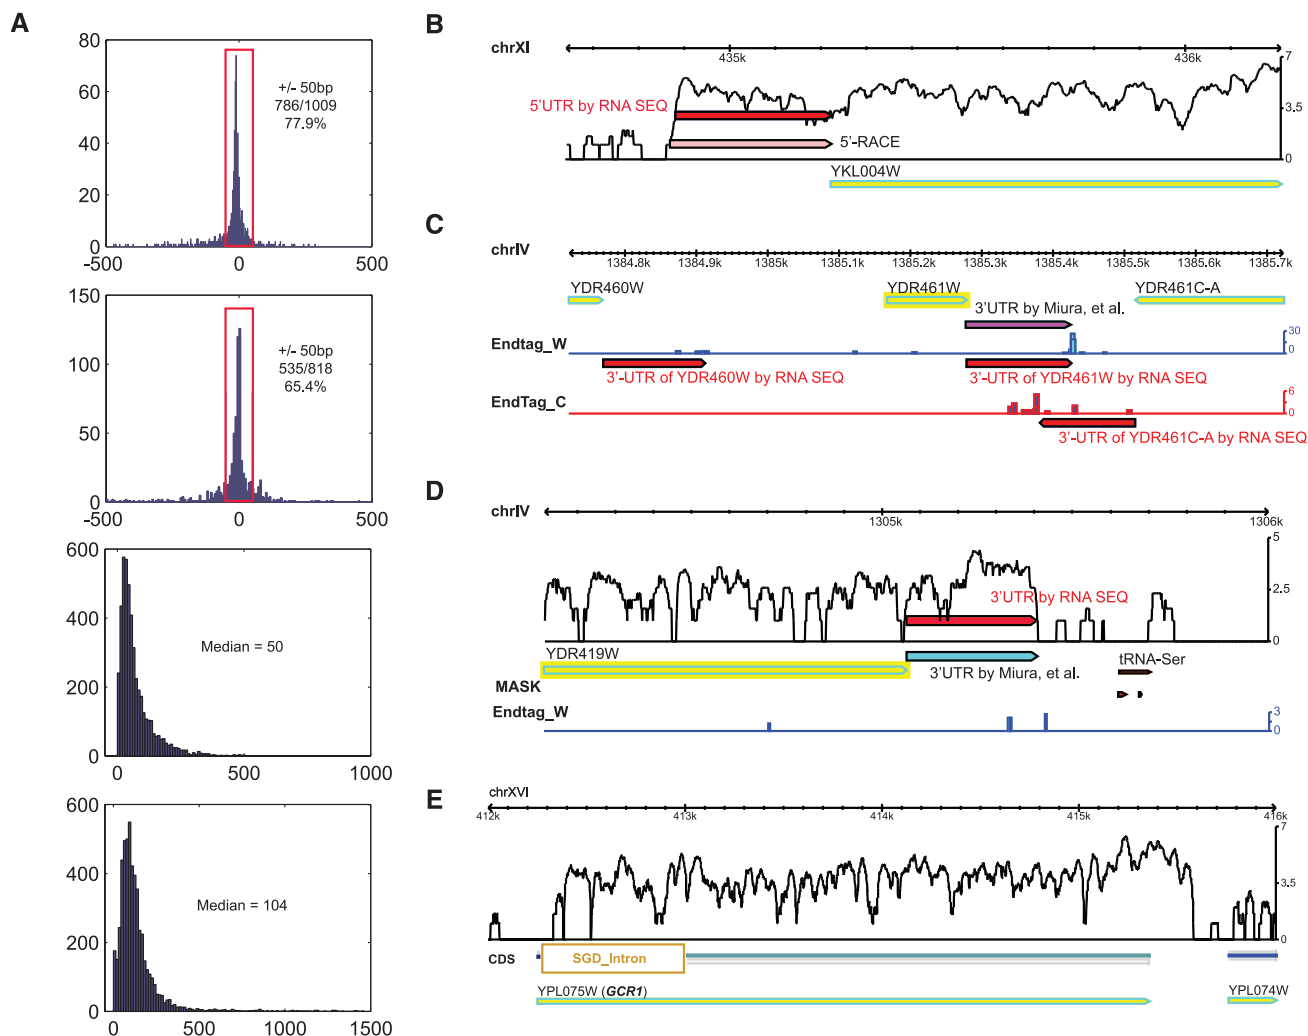 A
80
60
40
20
0
-500
0
500
+/- 50bp
786/1009
77.9%
150
100
50
0
-500
0
500
+/- 50bp
535/818
65.4%
600
400
200
0
0
500
1000
Median = 50
600
400
200
0
0
500
1000
1500
Median = 104
B
chrXI
435k
436k
7
3.5
0
5'UTR by RNA SEQ
5'-RACE
YKL004W
C
chrIV
1384.8k
1384.9k
1385k
1385.1k
1385.2k
1385.3k
1385.4k
1385.5k
1385.6k
1385.7k
YDR460W
YDR461W
YDR461C-A
3'UTR by Miura, et al.
Endtag_W
30
0
3'-UTR of YDR460W by RNA SEQ
3'-UTR of YDR461W by RNA SEQ
EndTag_C
6
0
3'-UTR of YDR461C-A by RNA SEQ
D
chrIV
1305k
1306k
5
2.5
0
3'UTR by RNA SEQ
YDR419W
3'UTR by Miura, et al.
tRNA-Ser
MASK
Endtag_W
3
0
E
chrXVI
412k
413k
414k
415k
416k
7
3.5
0
CDS
SGD_Intron
YPL075W (GCR1)
YPL074W